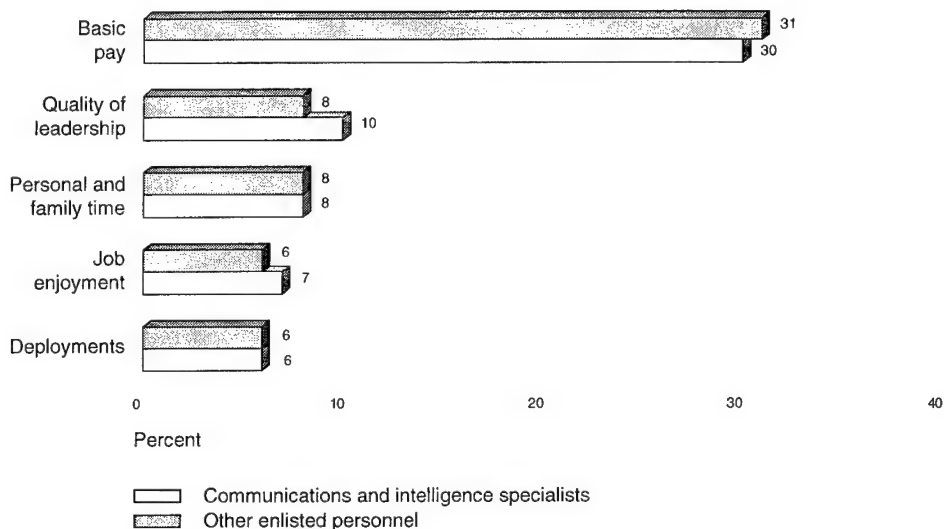 Basic
pay
31
30
Quality of
leadership
8
10
Personal and
family time
8
8
Job
enjoyment
6
7
Deployments
6
6
0 10 20 30 40
Percent
Communications and intelligence specialists
Other enlisted personnel